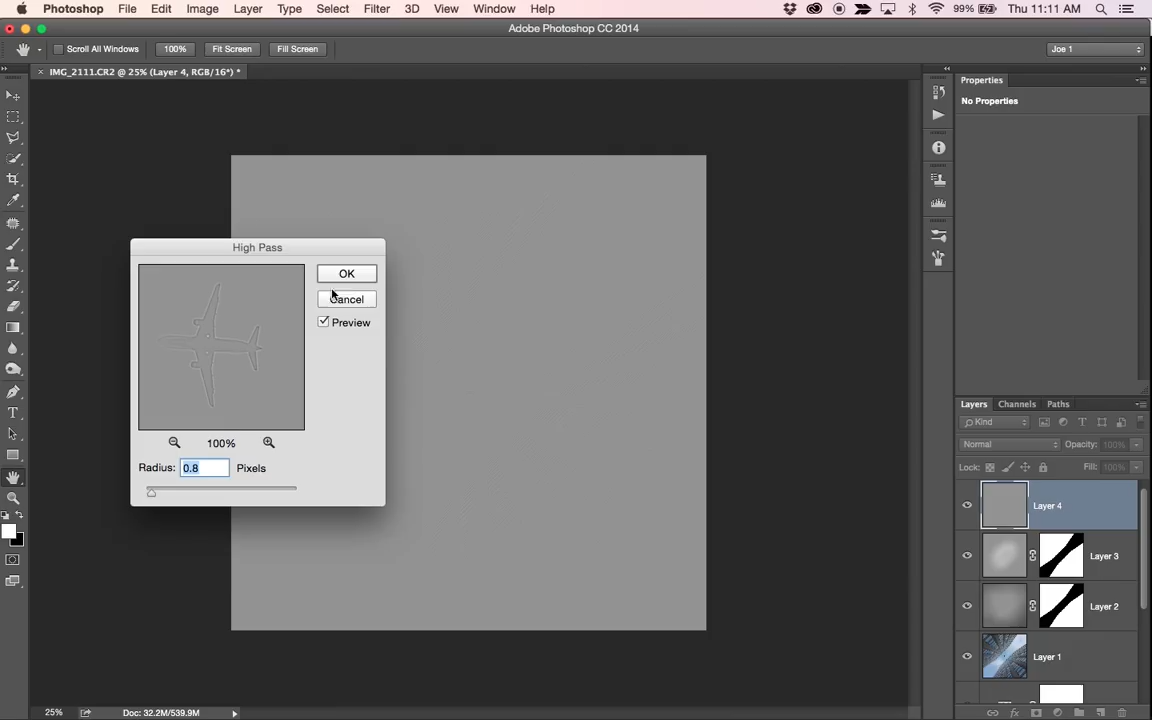 Photoshop File Edit Image Layer Type Select Filter 3D View Window Help 99% Thu 11:11 AM
Adobe Photoshop CC 2014
Scroll All Windows 100% Fit Screen Fill Screen Joe 1
IMG_2111.CR2 @ 25% (Layer 4, RGB/16*) *
Properties
No Properties
High Pass
OK
Cancel
Preview
100%
Radius: 0.8 Pixels
Layers Channels Paths
Kind
Normal Opacity: 100%
Lock: Fill: 100%
Layer 4
Layer 3
Layer 2
Layer 1
25% Doc: 32.2M/539.9M